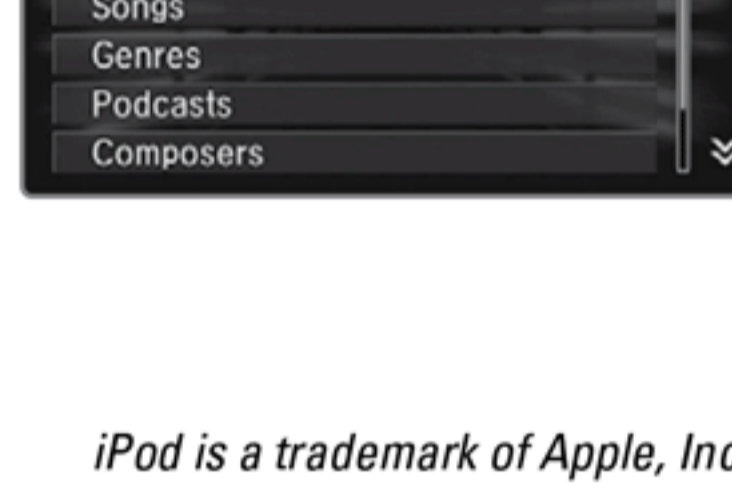 Songs
Genres
Podcasts
Composers
iPod is a trademark of Apple, Inc